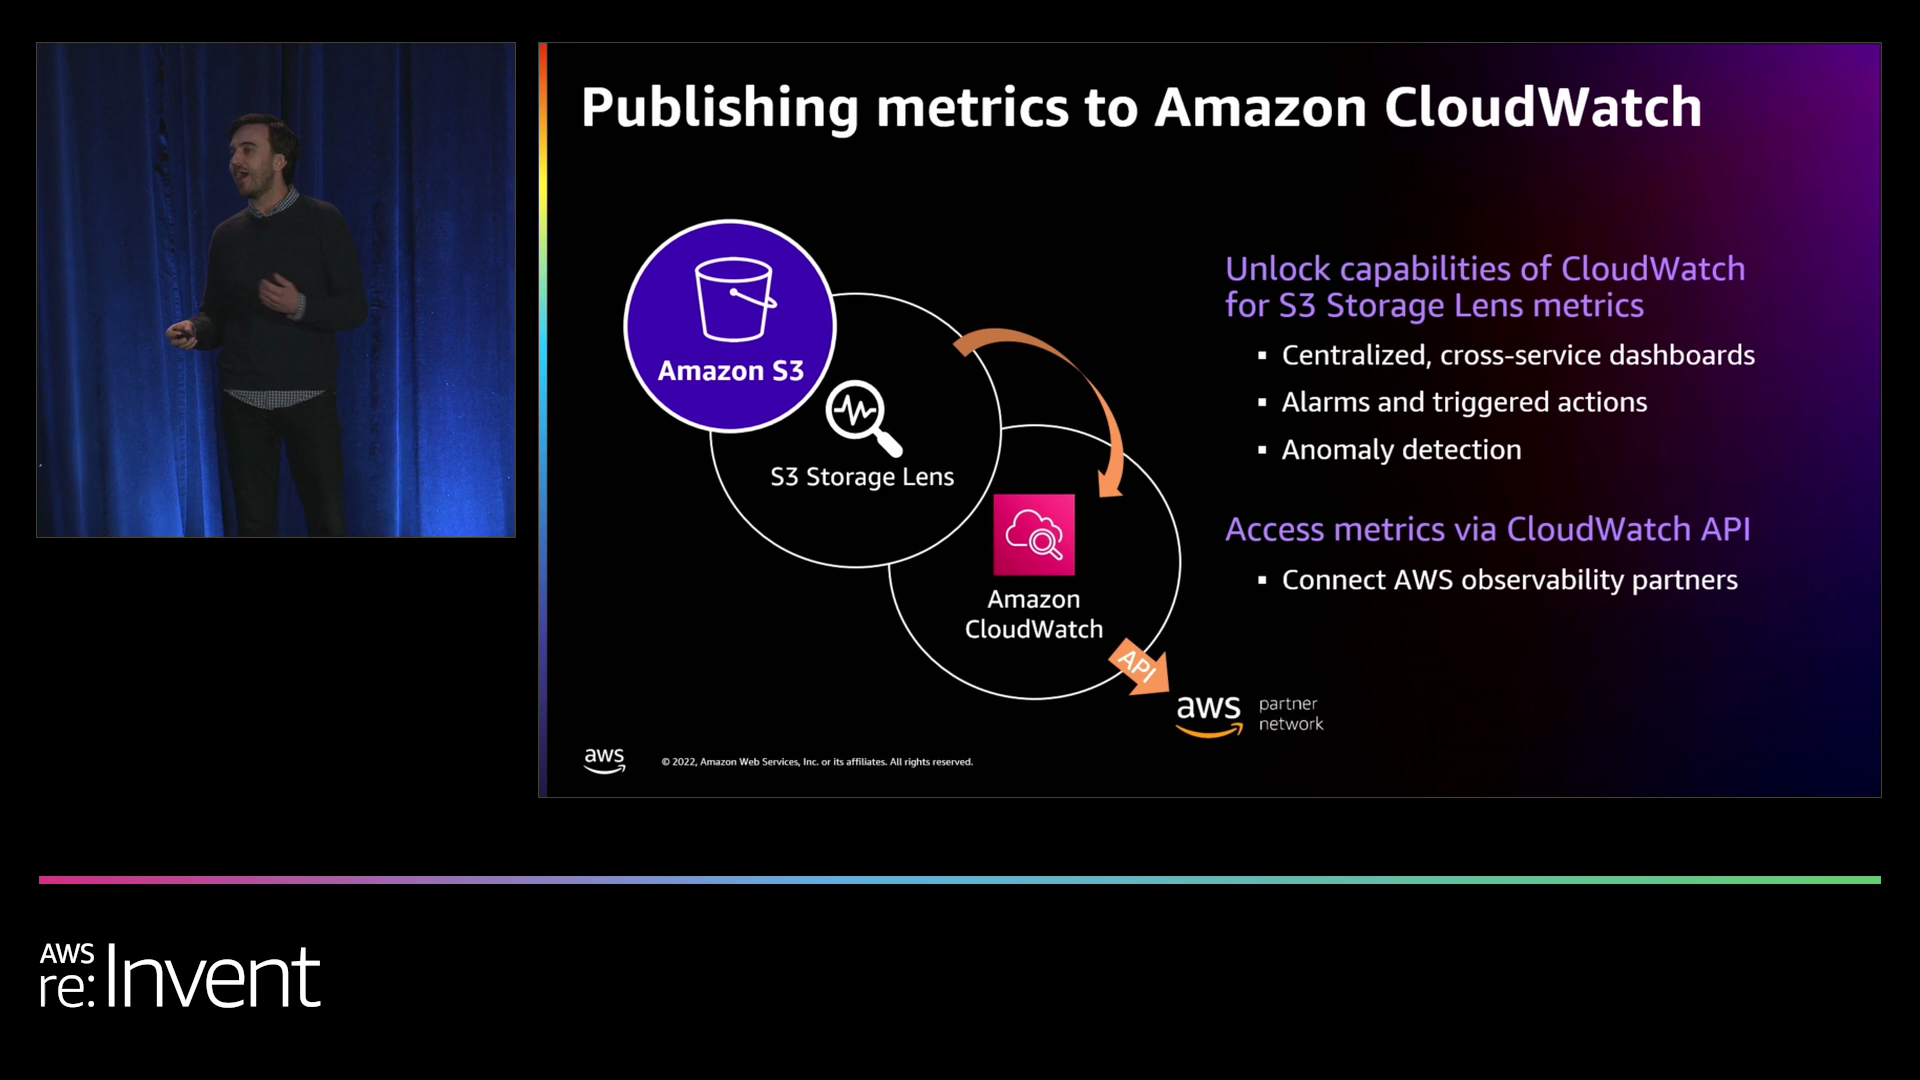 Publishing metrics to Amazon CloudWatch
Amazon S3
S3 Storage Lens
Amazon
CloudWatch
API
aws partner
network
Unlock capabilities of CloudWatch
for S3 Storage Lens metrics
▪ Centralized, cross-service dashboards
▪ Alarms and triggered actions
▪ Anomaly detection
Access metrics via CloudWatch API
▪ Connect AWS observability partners
aws
© 2022, Amazon Web Services, Inc. or its affiliates. All rights reserved.
AWS
re:Invent